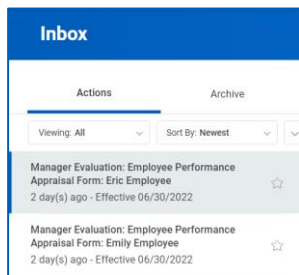 Inbox
Actions Archive
Viewing: All Sort By: Newest
Manager Evaluation: Employee Performance
Appraisal Form: Eric Employee
2 day(s) ago - Effective 06/30/2022
Manager Evaluation: Employee Performance
Appraisal Form: Emily Employee
2 day(s) ago - Effective 06/30/2022